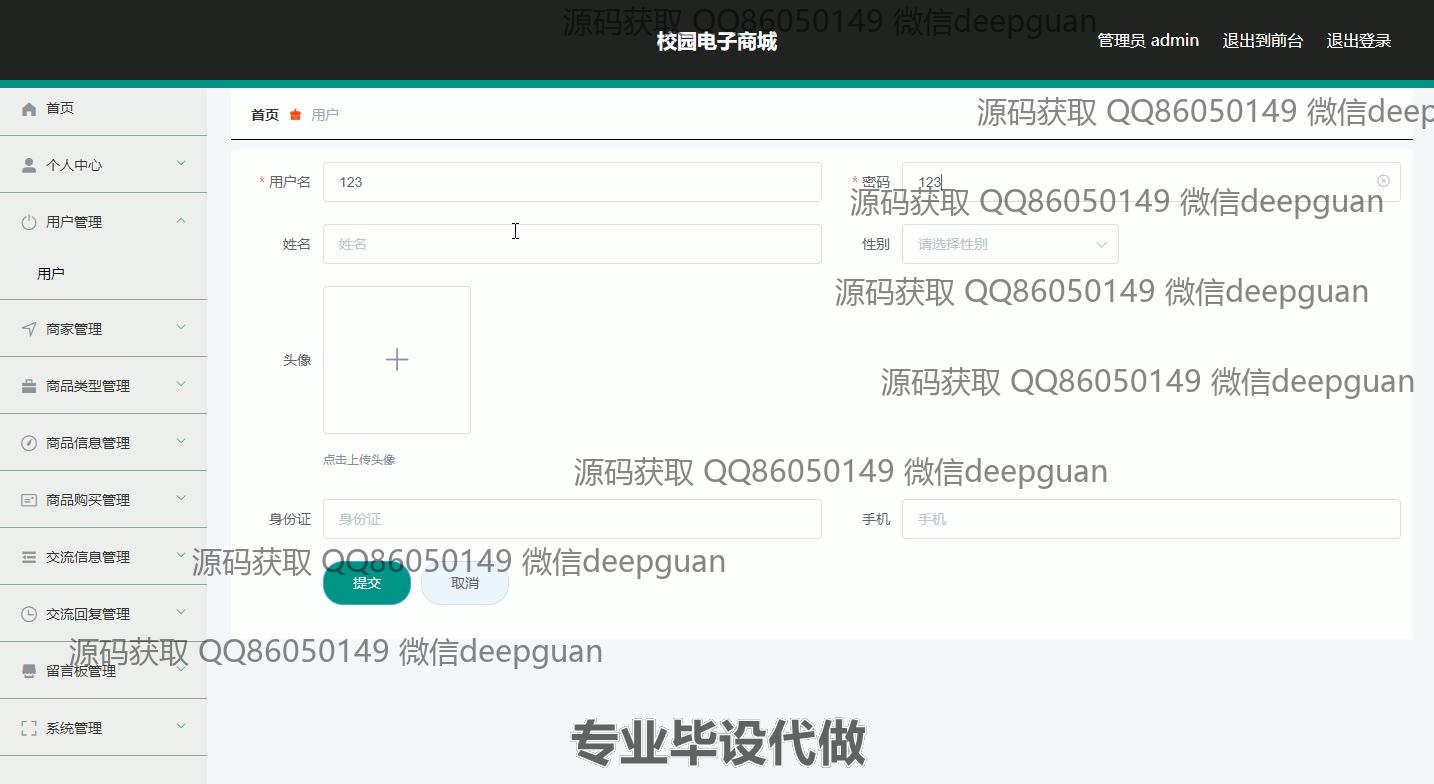 源码获取 QQ86050149 微信deepguan
校园电子商城
管理员 admin 退出到前台 退出登录
首页
首页 用户
源码获取 QQ86050149 微信deep
个人中心
* 用户名 123
* 密码 123
源码获取 QQ86050149 微信deepguan
用户管理
姓名 姓名
性别 请选择性别
用户
源码获取 QQ86050149 微信deepguan
商家管理
头像
商品类型管理
源码获取 QQ86050149 微信deepguan
商品信息管理
点击上传头像
源码获取 QQ86050149 微信deepguan
商品购买管理
身份证 身份证
手机 手机
交流信息管理
源码获取 QQ86050149 微信deepguan
提交 取消
交流回复管理
源码获取 QQ86050149 微信deepguan
留言板管理
系统管理
专业毕设代做